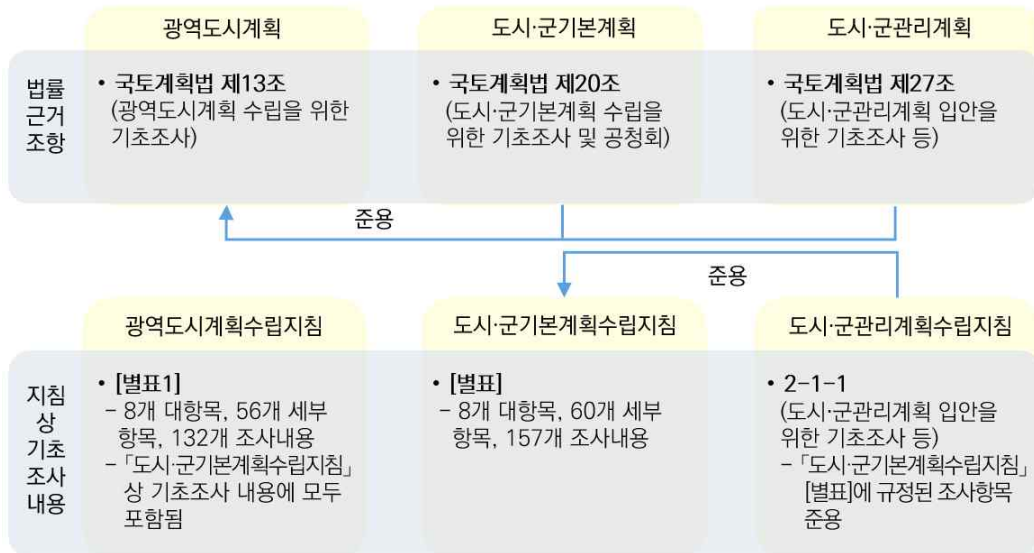 광역도시계획
도시·군기본계획
도시·군관리계획
법률
근거
조항
• 국토계획법 제13조
(광역도시계획 수립을 위한
기초조사)
• 국토계획법 제20조
(도시·군기본계획 수립을
위한 기초조사 및 공청회)
• 국토계획법 제27조
(도시·군관리계획 입안을
위한 기초조사 등)
준용
준용
광역도시계획수립지침
도시·군기본계획수립지침
도시·군관리계획수립지침
지침
상
기초
조사
내용
• [별표1]
- 8개 대항목, 56개 세부
항목, 132개 조사내용
-「도시·군기본계획수립지침」
상 기초조사 내용에 모두
포함됨
• [별표]
- 8개 대항목, 60개 세부
항목, 157개 조사내용
• 2-1-1
(도시·군관리계획 입안을
위한 기초조사 등)
-「도시·군기본계획수립지침」
[별표]에 규정된 조사항목
준용